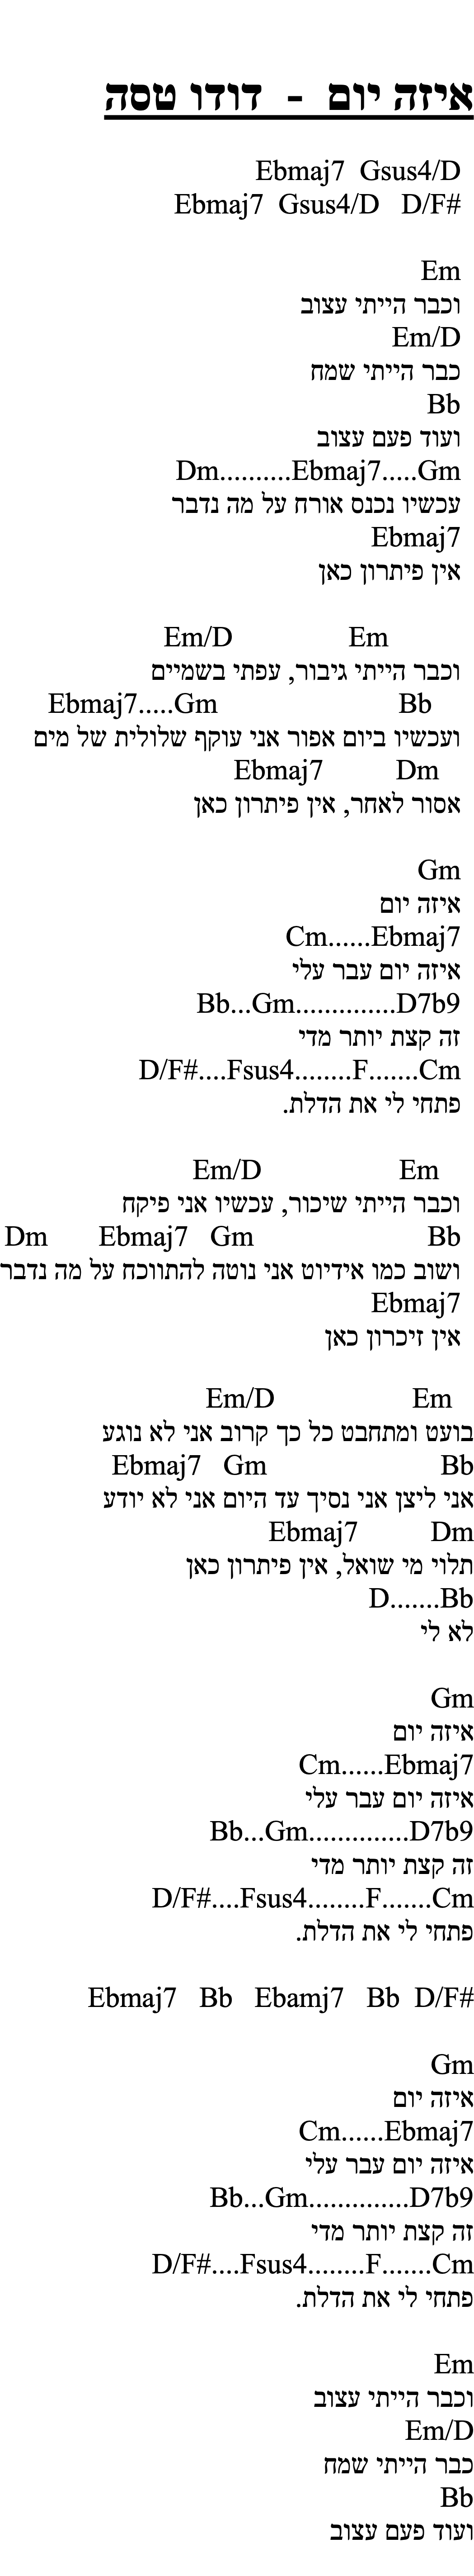 איזה יום - דודו טסה
Ebmaj7 Gsus4/D
Ebmaj7 Gsus4/D D/F#
Em
וכבר הייתי עצוב
Em/D
כבר הייתי שמח
Bb
ועוד פעם עצוב
Dm..........Ebmaj7.....Gm
עכשיו נכנס אורח על מה נדבר
Ebmaj7
אין פיתרון כאן
Em/D Em
וכבר הייתי גיבור, עפתי בשמיים
Ebmaj7.....Gm Bb
ועכשיו ביום אפור אני עוקף שלולית של מים
Ebmaj7 Dm
אסור לאחר, אין פיתרון כאן
Gm
איזה יום
Cm......Ebmaj7
איזה יום עבר עלי
Bb...Gm..............D7b9
זה קצת יותר מדי
D/F#....Fsus4........F.......Cm
פתחי לי את הדלת.
Em/D Em
וכבר הייתי שיכור, עכשיו אני פיקח
Dm Ebmaj7 Gm Bb
ושוב כמו אידיוט אני נוטה להתווכח על מה נדבר
Ebmaj7
אין זיכרון כאן
Em/D Em
בועט ומתחבט כל כך קרוב אני לא נוגע
Ebmaj7 Gm Bb
אני ליצן אני נסיך עד היום אני לא יודע
Ebmaj7 Dm
תלוי מי שואל, אין פיתרון כאן
D.......Bb
לא לי
Gm
איזה יום
Cm......Ebmaj7
איזה יום עבר עלי
Bb...Gm..............D7b9
זה קצת יותר מדי
D/F#....Fsus4........F.......Cm
פתחי לי את הדלת.
Ebmaj7 Bb Ebamj7 Bb D/F#
Gm
איזה יום
Cm......Ebmaj7
איזה יום עבר עלי
Bb...Gm..............D7b9
זה קצת יותר מדי
D/F#....Fsus4........F.......Cm
פתחי לי את הדלת.
Em
וכבר הייתי עצוב
Em/D
כבר הייתי שמח
Bb
ועוד פעם עצוב